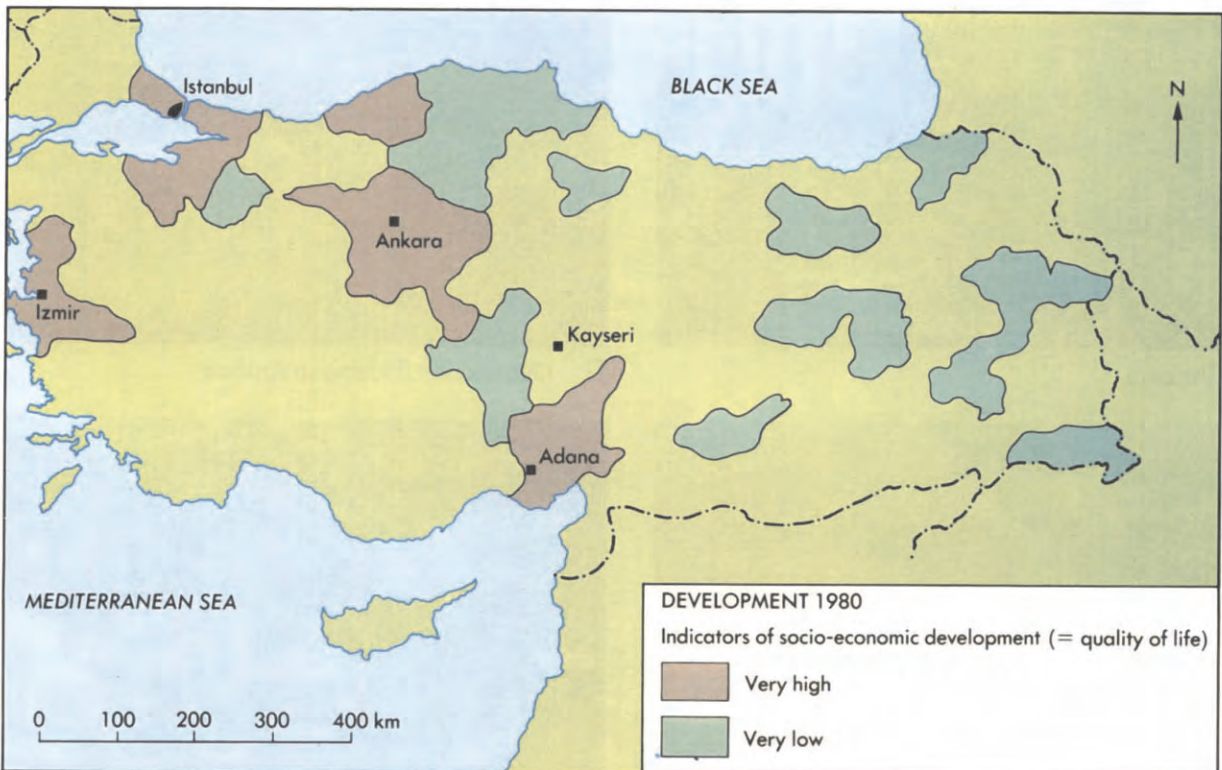 Istanbul
BLACK SEA
N
Ankara
Izmir
Kayseri
Adana
MEDITERRANEAN SEA
DEVELOPMENT 1980
Indicators of socio-economic development (= quality of life)
Very high
Very low
0 100 200 300 400 km